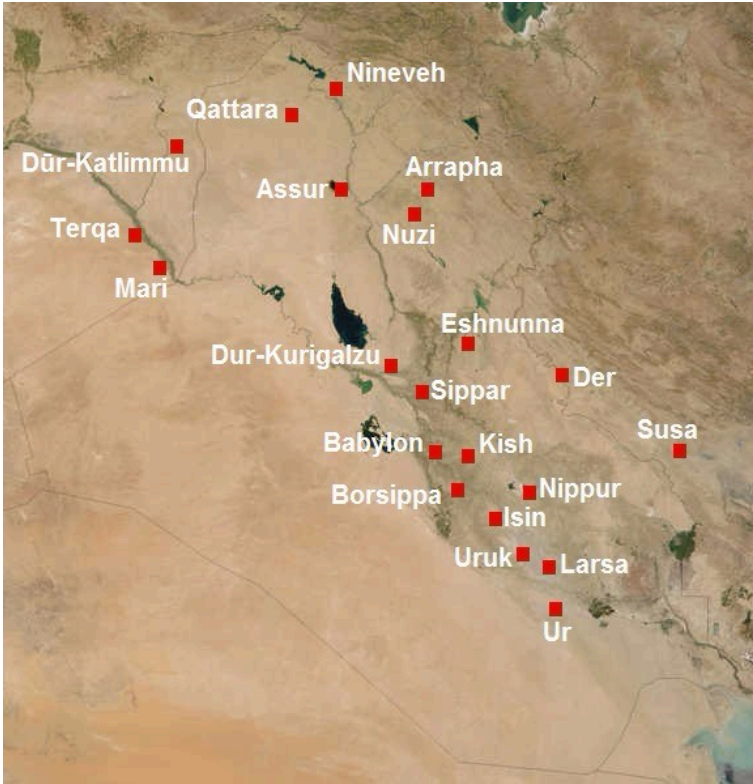 Nineveh
Qattara
Dūr-Katlimmu
Arrapha
Assur
Terqa
Nuzi
Mari
Eshnunna
Dur-Kurigalzu
Der
Sippar
Susa
Babylon
Kish
Borsippa
Nippur
Isin
Uruk
Larsa
Ur